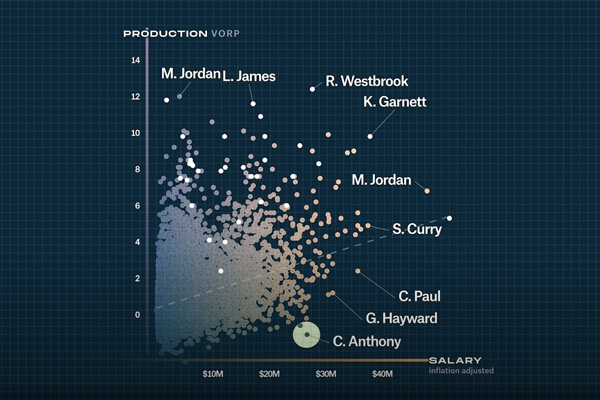 PRODUCTION VORP
14
M. Jordan L. James
R. Westbrook
12
K. Garnett
10
8
M. Jordan
6
S. Curry
4
2
C. Paul
G. Hayward
0
C. Anthony
SALARY
inflation adjusted
$10M $20M $30M $40M